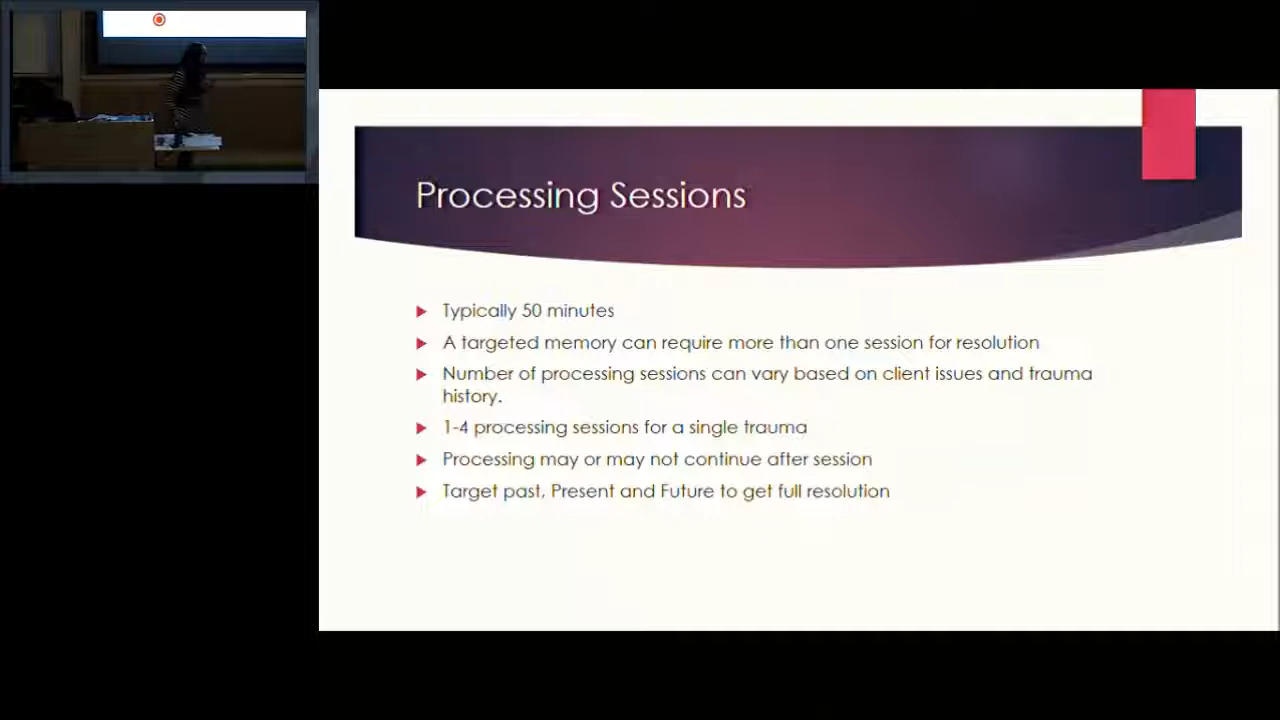 Processing Sessions
Typically 50 minutes
A targeted memory can require more than one session for resolution
Number of processing sessions can vary based on client issues and trauma
history.
1-4 processing sessions for a single trauma
Processing may or may not continue after session
Target past, Present and Future to get full resolution